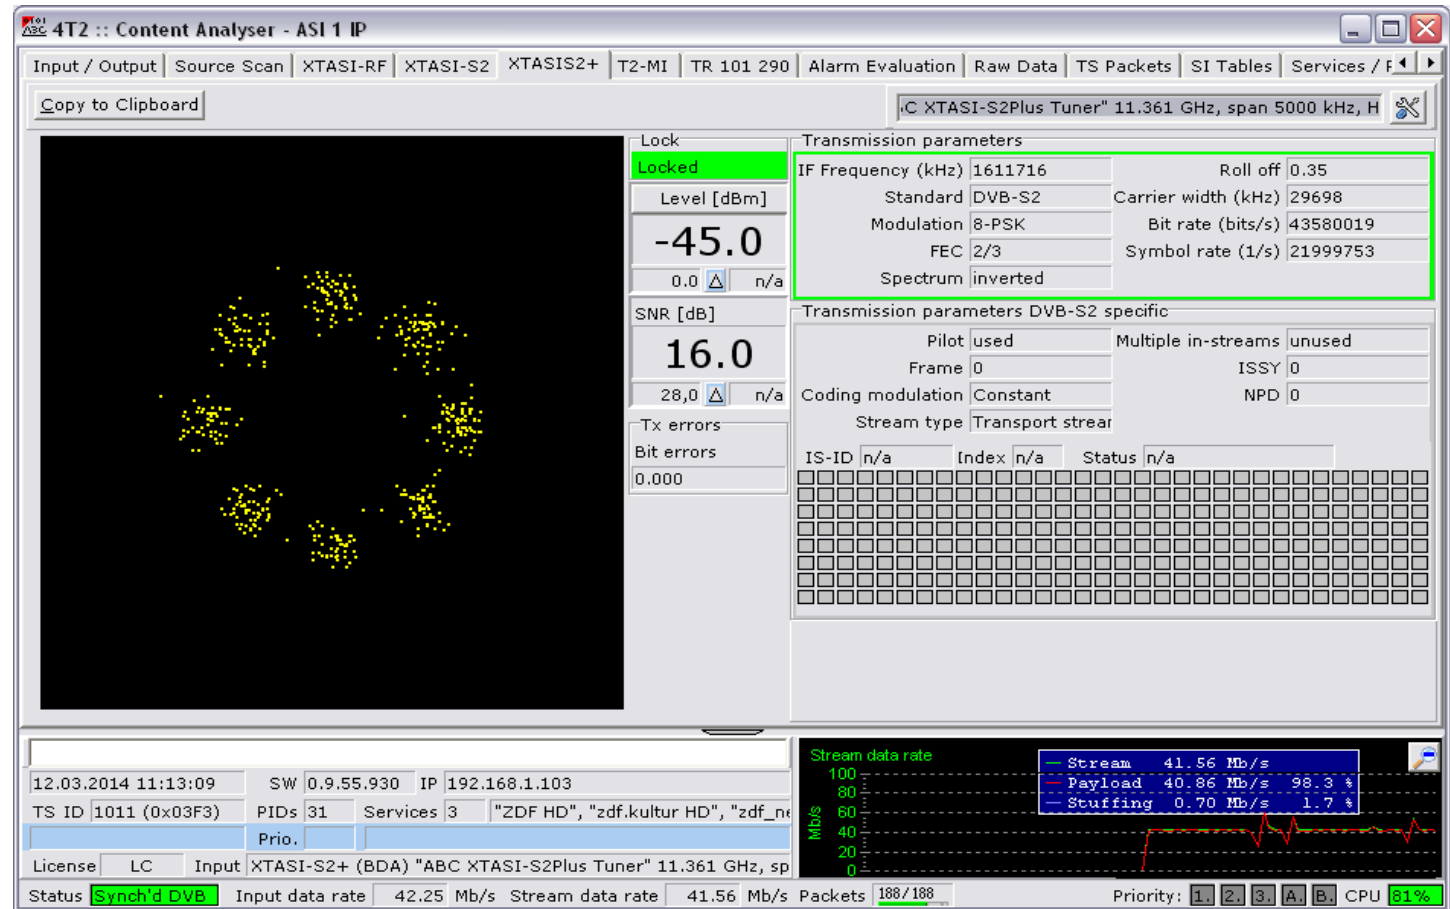 4T2 :: Content Analyser - ASI 1 IP
Input / Output Source Scan XTASI-RF XTASI-S2 XTASIS2+ T2-MI TR 101 290 Alarm Evaluation Raw Data TS Packets SI Tables Services /
Copy to Clipboard
C XTASI-S2Plus Tuner" 11.361 GHz, span 5000 kHz, H
Lock
Locked
Level [dBm]
-45.0
0.0 n/a
SNR [dB]
16.0
28,0 n/a
Tx errors
Bit errors
0.000
Transmission parameters
IF Frequency (kHz) 1611716 Roll off 0.35
Standard DVB-S2 Carrier width (kHz) 29698
Modulation 8-PSK Bit rate (bits/s) 43580019
FEC 2/3 Symbol rate (1/s) 21999753
Spectrum inverted
Transmission parameters DVB-S2 specific
Pilot used Multiple in-streams unused
Frame 0 ISSY 0
Coding modulation Constant NPD 0
Stream type Transport strear
IS-ID n/a Index n/a Status n/a
12.03.2014 11:13:09 SW 0.9.55.930 IP 192.168.1.103
TS ID 1011 (0x03F3) PIDs 31 Services 3 "ZDF HD", "zdf.kultur HD", "zdf_ne
Prio.
License LC Input XTASI-S2+ (BDA) "ABC XTASI-S2Plus Tuner" 11.361 GHz, sp
Stream data rate
Mb/s
100
80
60
40
20
0
Stream 41.56 Mb/s
Payload 40.86 Mb/s 98.3 %
Stuffing 0.70 Mb/s 1.7 %
Status Synch'd DVB Input data rate 42.25 Mb/s Stream data rate 41.56 Mb/s Packets 188/188 Priority: 1. 2. 3. A. B. CPU 81%